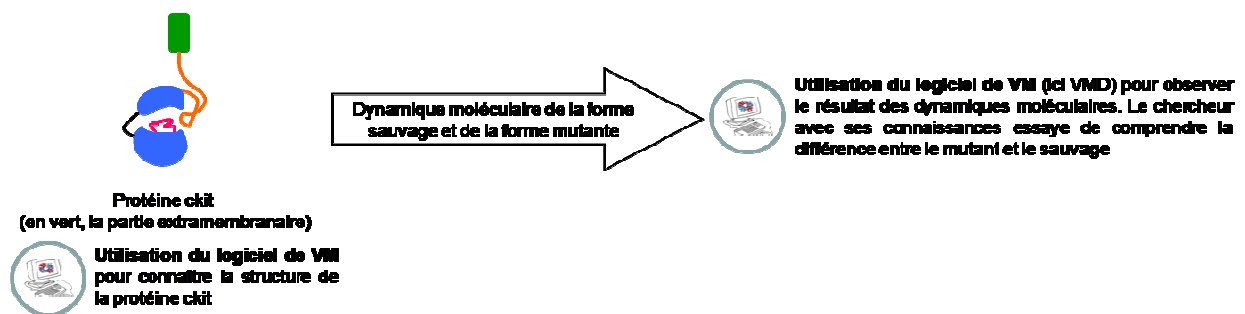 Protéine ckit
(en vert, la partie extramembranaire)
Utilisation du logiciel de VM
pour connaître la structure de
la protéine ckit
Dynamique moléculaire de la forme
sauvage et de la forme mutante
Utilisation du logiciel de VM (ici VMD) pour observer
le résultat des dynamiques moléculaires. Le chercheur
avec ses connaissances essaye de comprendre la
différence entre le mutant et le sauvage